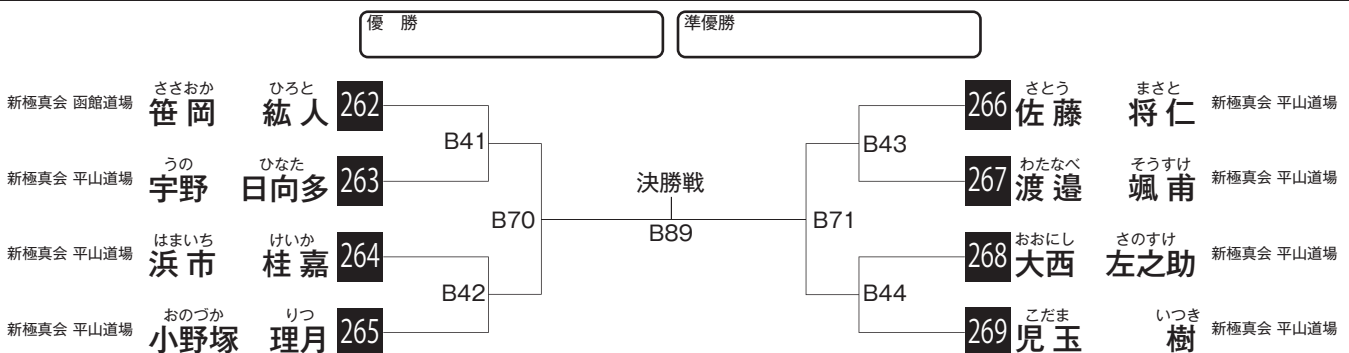 優　勝
準優勝
ささおか　ひろと
新極真会 函館道場 笹岡　紘人 262
うの　ひなた
新極真会 平山道場 宇野　日向多 263
はまいち　けいか
新極真会 平山道場 浜市　桂嘉 264
おのづか　りつ
新極真会 平山道場 小野塚　理月 265
B41
B42
B70
決勝戦
B89
B71
B43
B44
さとう　まさと
266 佐藤　将仁 新極真会 平山道場
わたなべ　そうすけ
267 渡邉　颯甫 新極真会 平山道場
おおにし　さのすけ
268 大西　左之助 新極真会 平山道場
こだま　いつき
269 児玉　樹 新極真会 平山道場